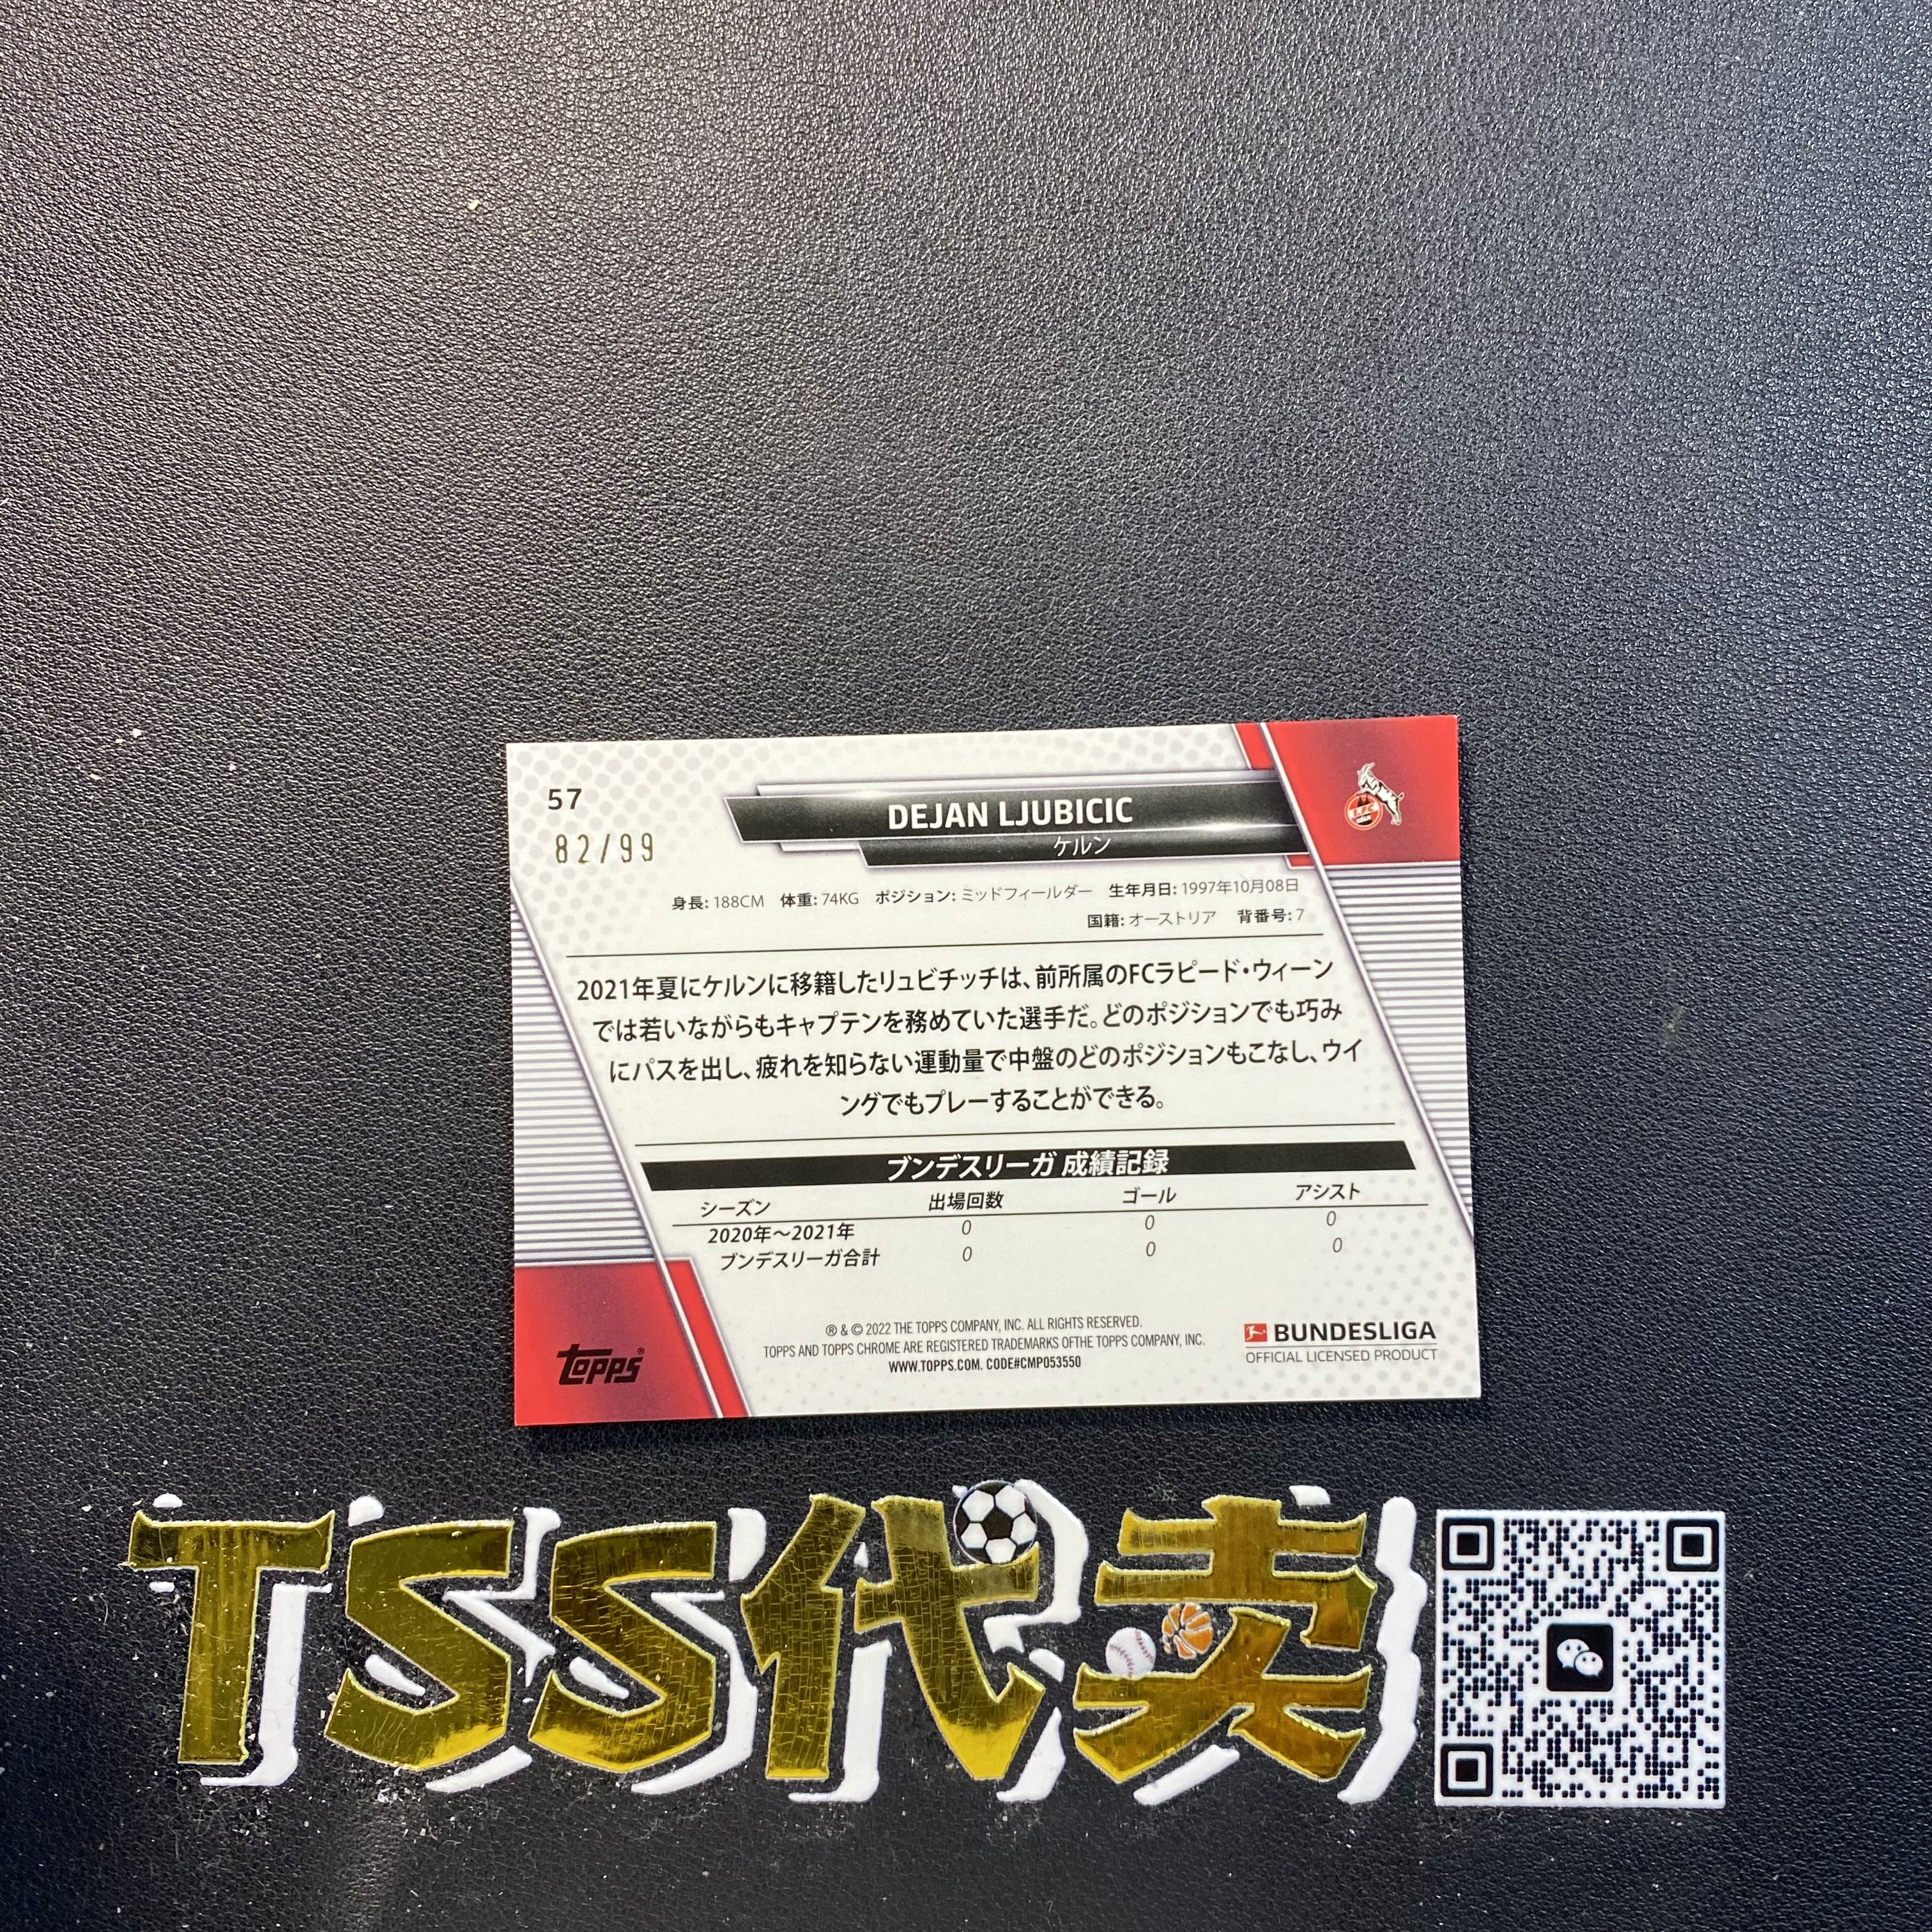 57
82/99
DEJAN LJUBICIC
ケルン
身長: 188CM 体重: 74KG ポジション: ミッドフィールダー 生年月日: 1997年10月08日
国籍: オーストリア 背番号: 7
2021年夏にケルンに移籍したリュビチッチは、前所属のFCラピード・ウィーン
では若いながらもキャプテンを務めていた選手だ。どのポジションでも巧み
にパスを出し、疲れを知らない運動量で中盤のどのポジションもこなし、ウイ
ングでもプレーすることができる。
ブンデスリーガ 成績記録
シーズン 出場回数 ゴール アシスト
2020年〜2021年 0 0 0
ブンデスリーガ合計 0 0 0
® & © 2022 THE TOPPS COMPANY, INC. ALL RIGHTS RESERVED.
TOPPS AND TOPPS CHROME ARE REGISTERED TRADEMARKS OFTHE TOPPS COMPANY, INC.
WWW.TOPPS.COM. CODE#CMP053550
topps®
BUNDESLIGA
OFFICIAL LICENSED PRODUCT
TSS代卖